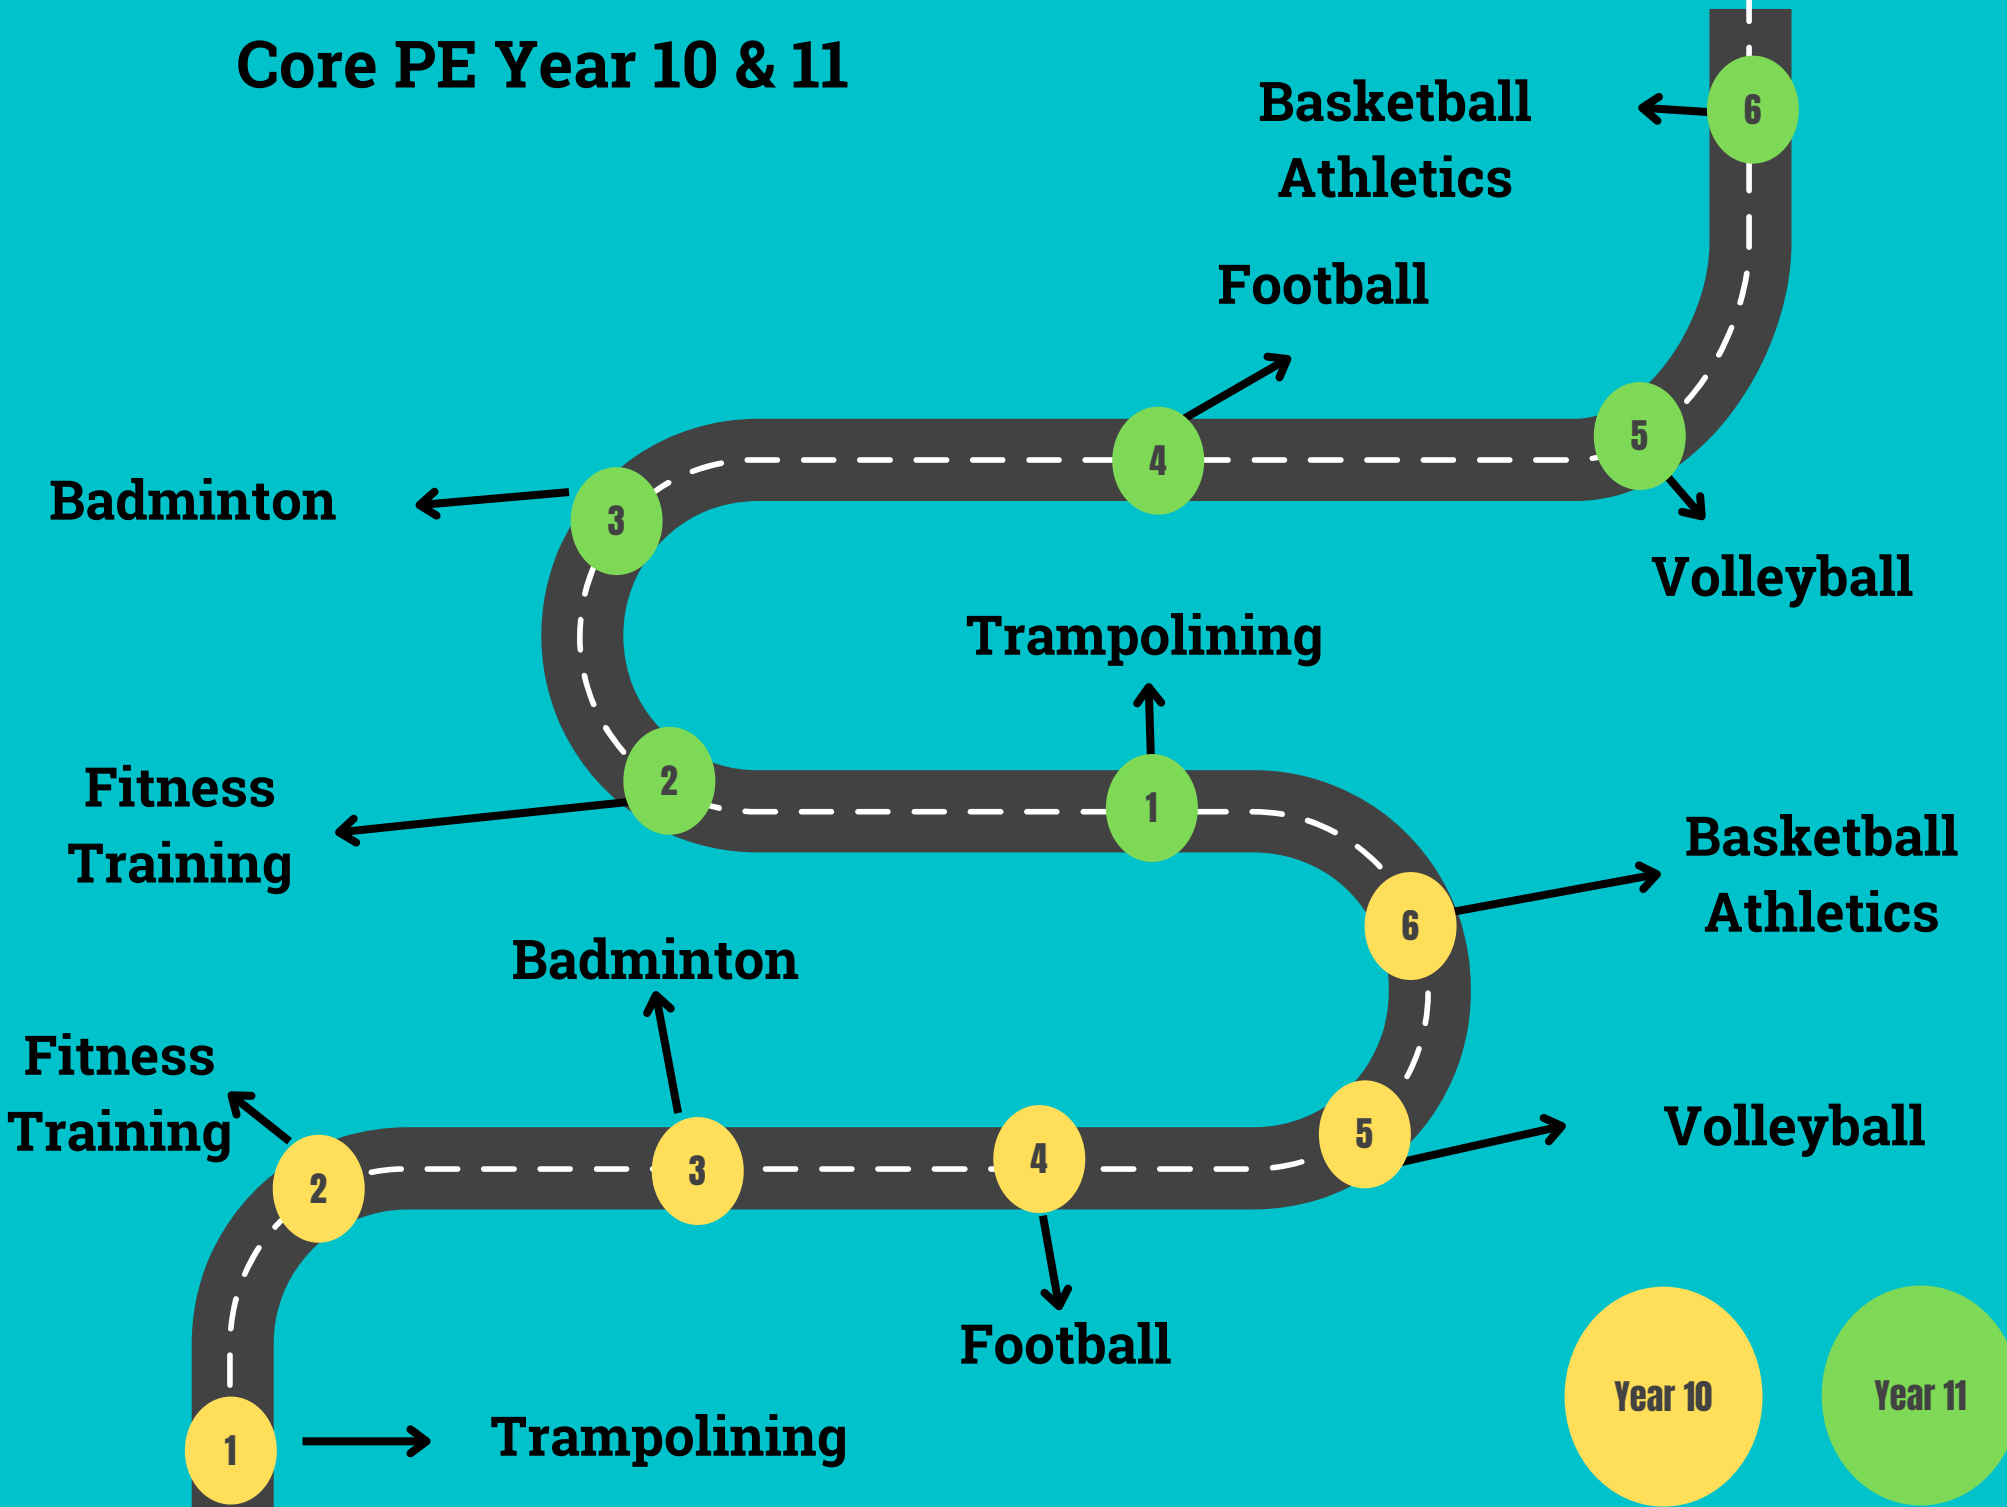 Core PE Year 10 & 11
Basketball
Athletics
6
Football
4
5
Badminton
3
Volleyball
Trampolining
Fitness
Training
2
1
Basketball
Athletics
6
Badminton
Fitness
Training
2
3
4
5
Volleyball
Football
1
Trampolining
Year 10
Year 11